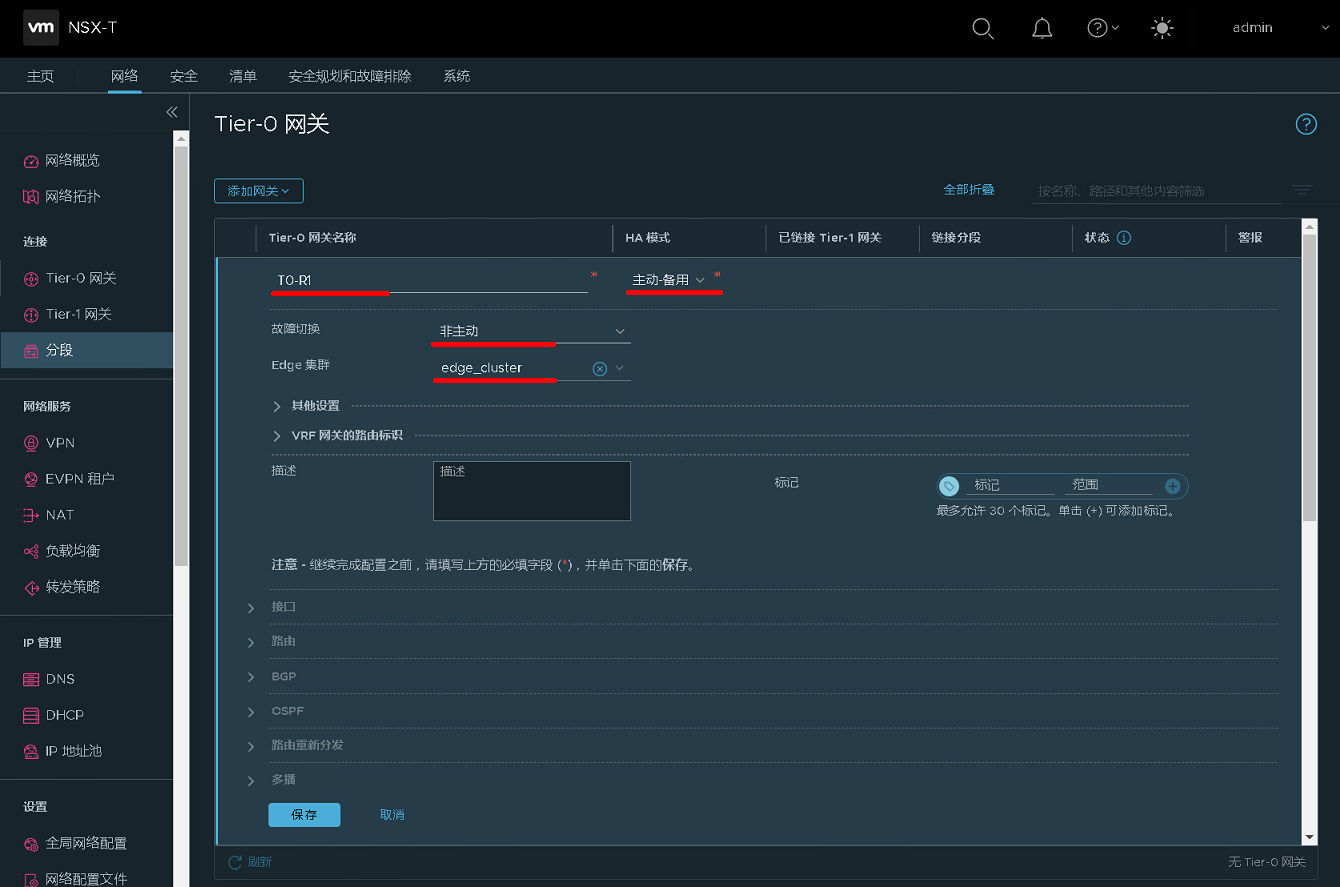 vm NSX-T
admin
主页 网络 安全 清单 安全规划和故障排除 系统
网络概览
网络拓扑
连接
Tier-0 网关
Tier-1 网关
分段
网络服务
VPN
EVPN 租户
NAT
负载均衡
转发策略
IP 管理
DNS
DHCP
IP 地址池
设置
全局网络配置
网络配置文件
Tier-0 网关
添加网关
全部折叠
按名称、路径和其他内容筛选
Tier-0 网关名称 HA 模式 已链接 Tier-1 网关 链接分段 状态 警报
T0-R1 * 主动-备用 *
故障切换 非主动
Edge 集群 edge_cluster
其他设置
VRF 网关的路由标识
描述 描述 标记 标记 范围
最多允许 30 个标记。单击 (+) 可添加标记。
注意 - 继续完成配置之前，请填写上方的必填字段 (*)，并单击下面的保存。
接口
路由
BGP
OSPF
路由重新分发
多播
保存 取消
刷新 无 Tier-0 网关